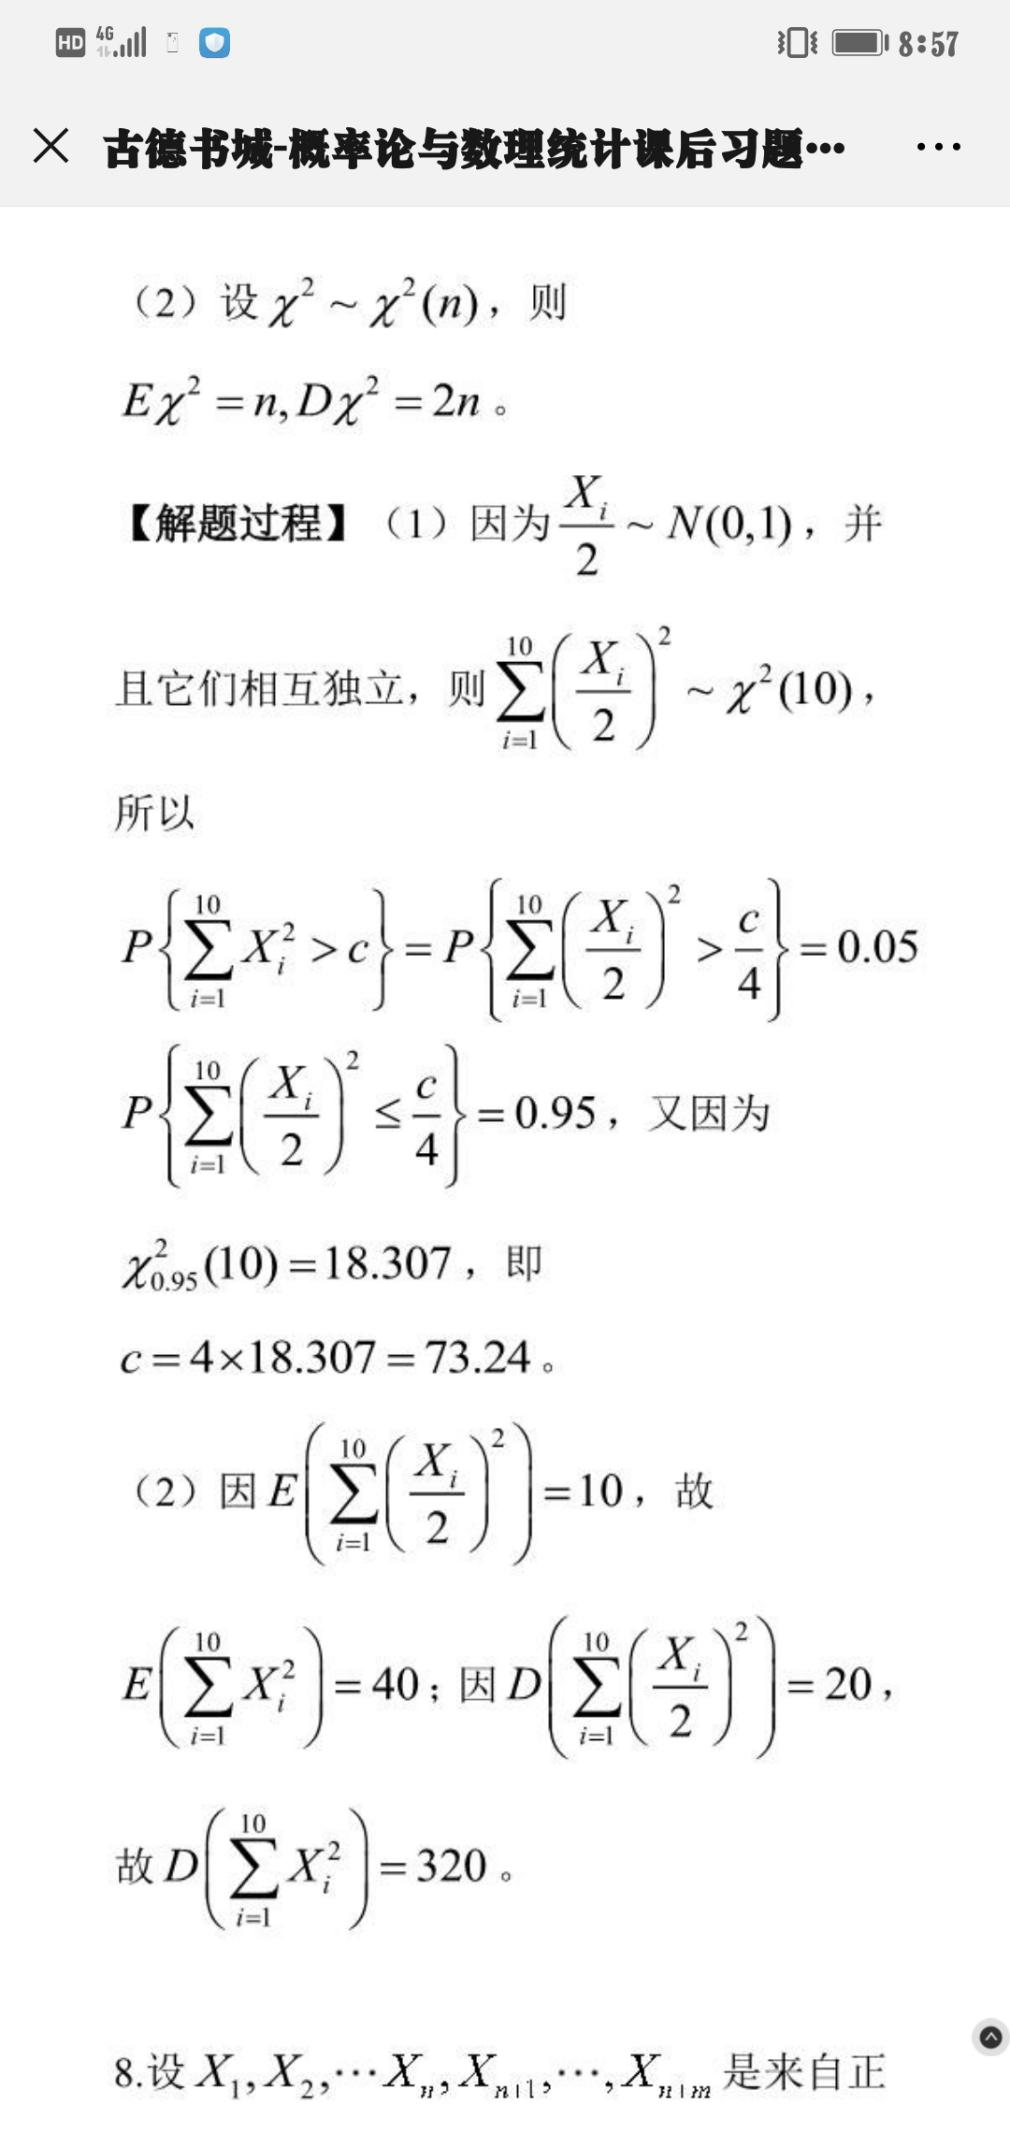 HD 4G 8:57
古德书城-概率论与数理统计课后习题…
（2）设 χ² ~ χ²(n)，则
Eχ² = n, Dχ² = 2n 。
【解题过程】（1）因为 X_i/2 ~ N(0,1)，并
且它们相互独立，则 ∑_{i=1}^{10} (X_i/2)² ~ χ²(10)，
所以
P{∑_{i=1}^{10} X_i² > c} = P{∑_{i=1}^{10} (X_i/2)² > c/4} = 0.05
P{∑_{i=1}^{10} (X_i/2)² ≤ c/4} = 0.95，又因为
χ²_{0.95}(10) = 18.307，即
c = 4×18.307 = 73.24 。
（2）因 E(∑_{i=1}^{10} (X_i/2)²) = 10，故
E(∑_{i=1}^{10} X_i²) = 40；因 D(∑_{i=1}^{10} (X_i/2)²) = 20，
故 D(∑_{i=1}^{10} X_i²) = 320 。
8.设 X_1, X_2, ⋯X_n, X_{n+1}, ⋯, X_{n+m} 是来自正